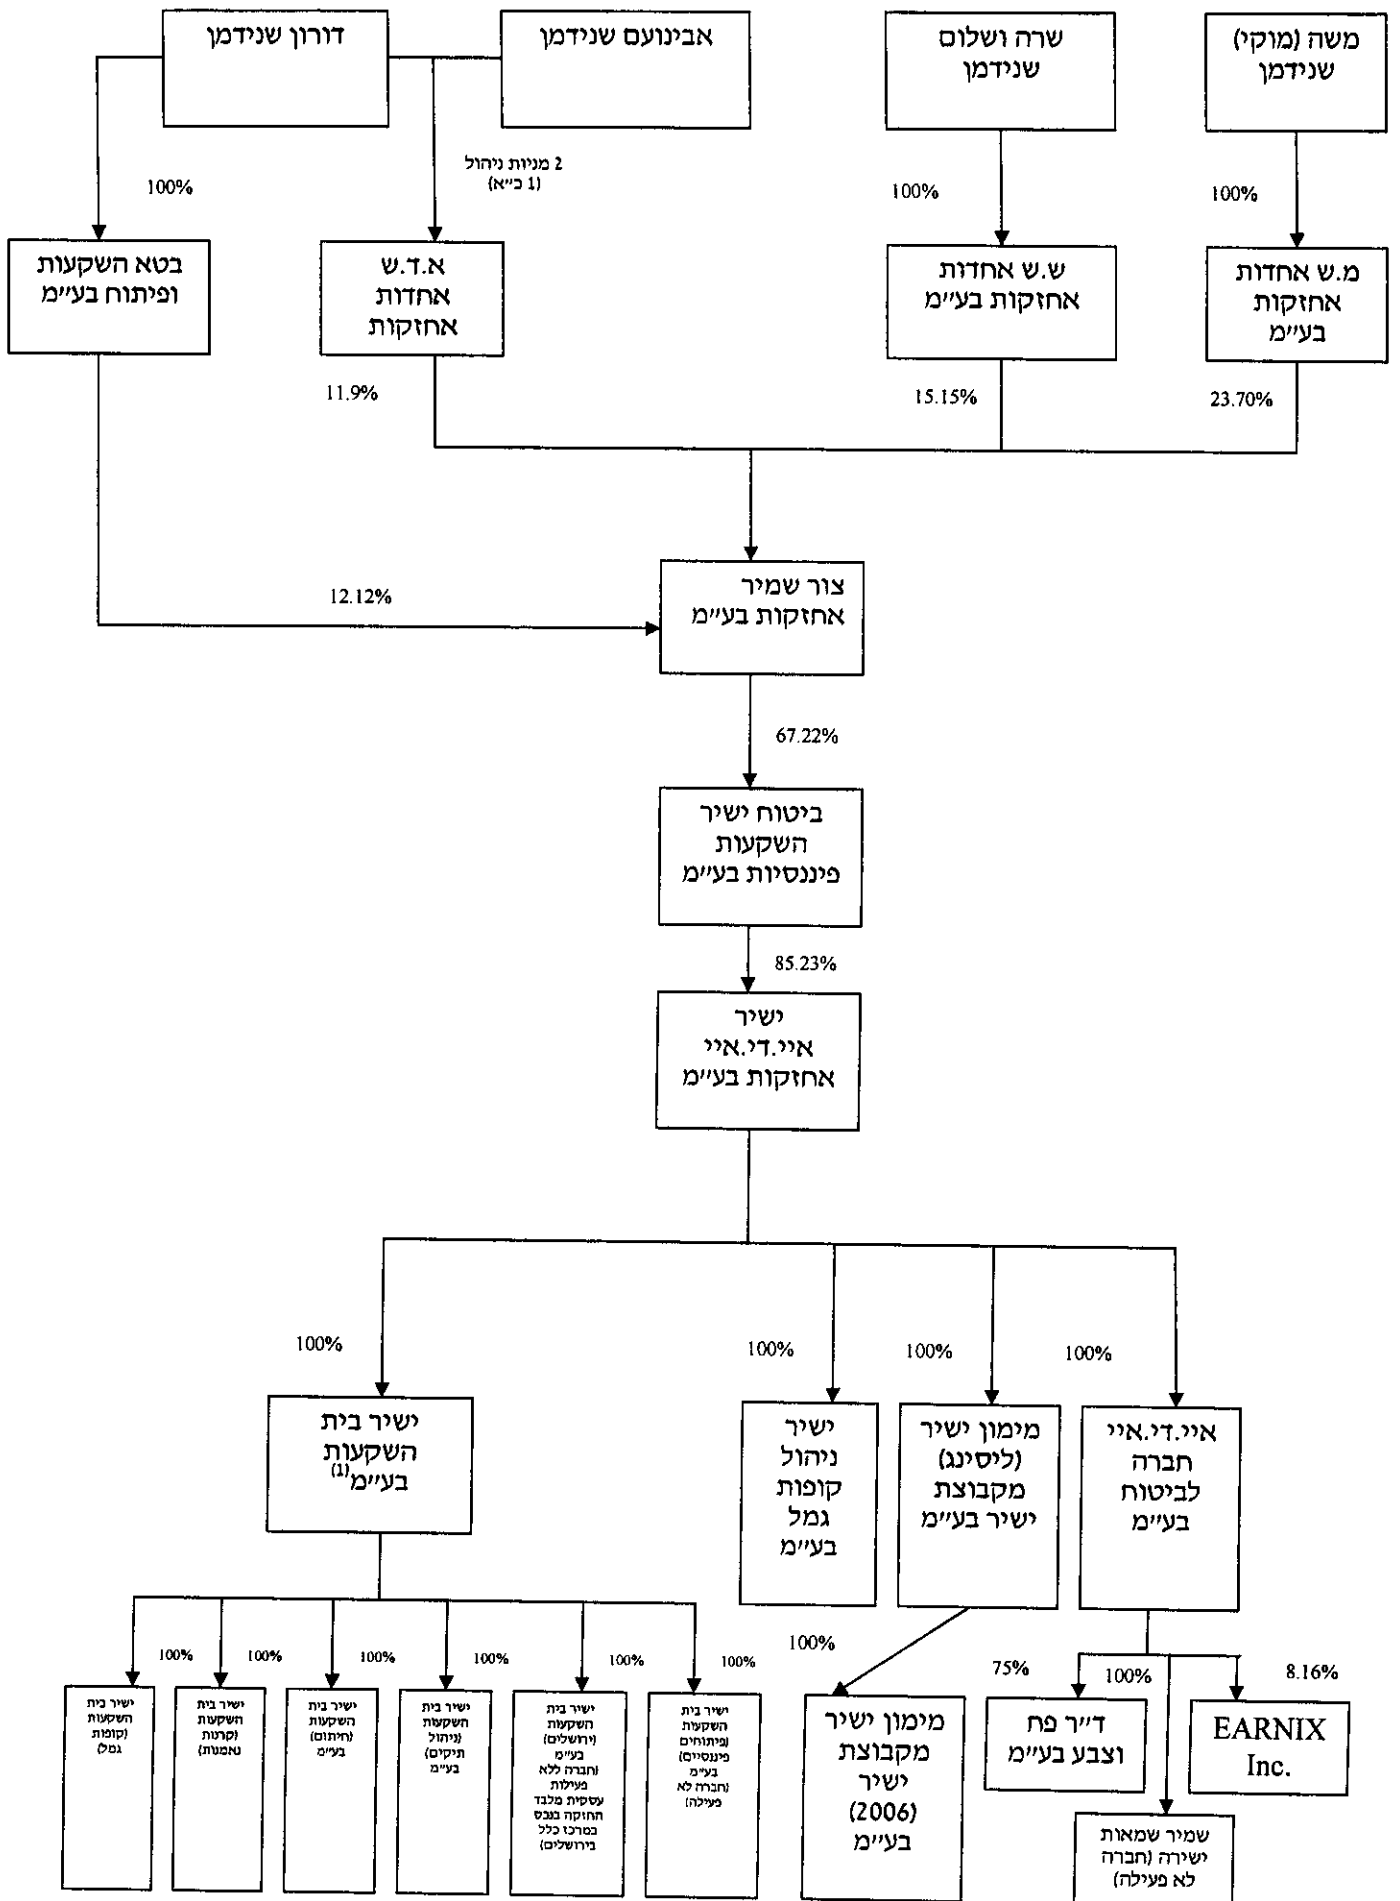 משה (מוקי)
שנידמן
שרה ושלום
שנידמן
אבינועם שנידמן
דורון שנידמן
100%
100%
2 מניות ניהול
(1 כ״א)
100%
מ.ש אחדות
אחזקות
בע״מ
ש.ש אחדות
אחזקות בע״מ
א.ד.ש
אחדות
אחזקות
בטא השקעות
ופיתוח בע״מ
23.70%
15.15%
11.9%
12.12%
צור שמיר
אחזקות בע״מ
67.22%
ביטוח ישיר
השקעות
פיננסיות בע״מ
85.23%
ישיר
איי.די.איי
אחזקות בע״מ
100%
100%
100%
100%
איי.די.איי
חברה
לביטוח
בע״מ
מימון ישיר
(ליסינג)
מקבוצת
ישיר בע״מ
ישיר
ניהול
קופות
גמל
בע״מ
ישיר בית
השקעות
בע״מ(1)
8.16%
100%
75%
100%
100%
100%
100%
100%
100%
100%
EARNIX
Inc.
ד״ר פח
וצבע בע״מ
שמיר שמאות
ישירה (חברה
לא פעילה)
מימון ישיר
מקבוצת
ישיר
(2006)
בע״מ
ישיר בית
השקעות
(פיתוחים
פיננסיים)
בע״מ
(חברה לא
פעילה)
ישיר בית
השקעות
(ירושלים)
בע״מ
(חברה ללא
פעילות
עסקית מלבד
החזקה בנכס
במרכז כלל
בירושלים)
ישיר בית
השקעות
(ניהול
תיקים)
בע״מ
ישיר בית
השקעות
(חיתום)
בע״מ
ישיר בית
השקעות
(קרנות
נאמנות)
ישיר בית
השקעות
(קופות
גמל)